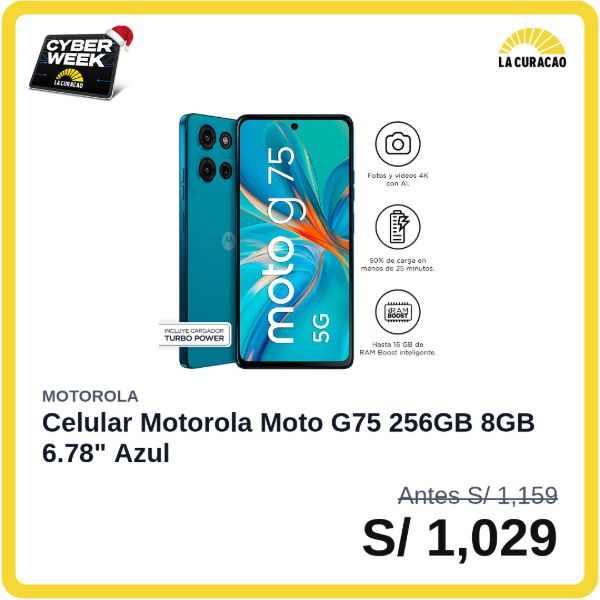 CYBER
WEEK
LA CURACAO
LA CURACAO
moto g 75
5G
Fotos y videos 4K
con AI.
50% de carga en
menos de 25 minutos.
RAM
BOOST
Hasta 16 GB de
RAM Boost inteligente.
INCLUYE CARGADOR
TURBO POWER
MOTOROLA
Celular Motorola Moto G75 256GB 8GB
6.78" Azul
Antes S/ 1,159
S/ 1,029